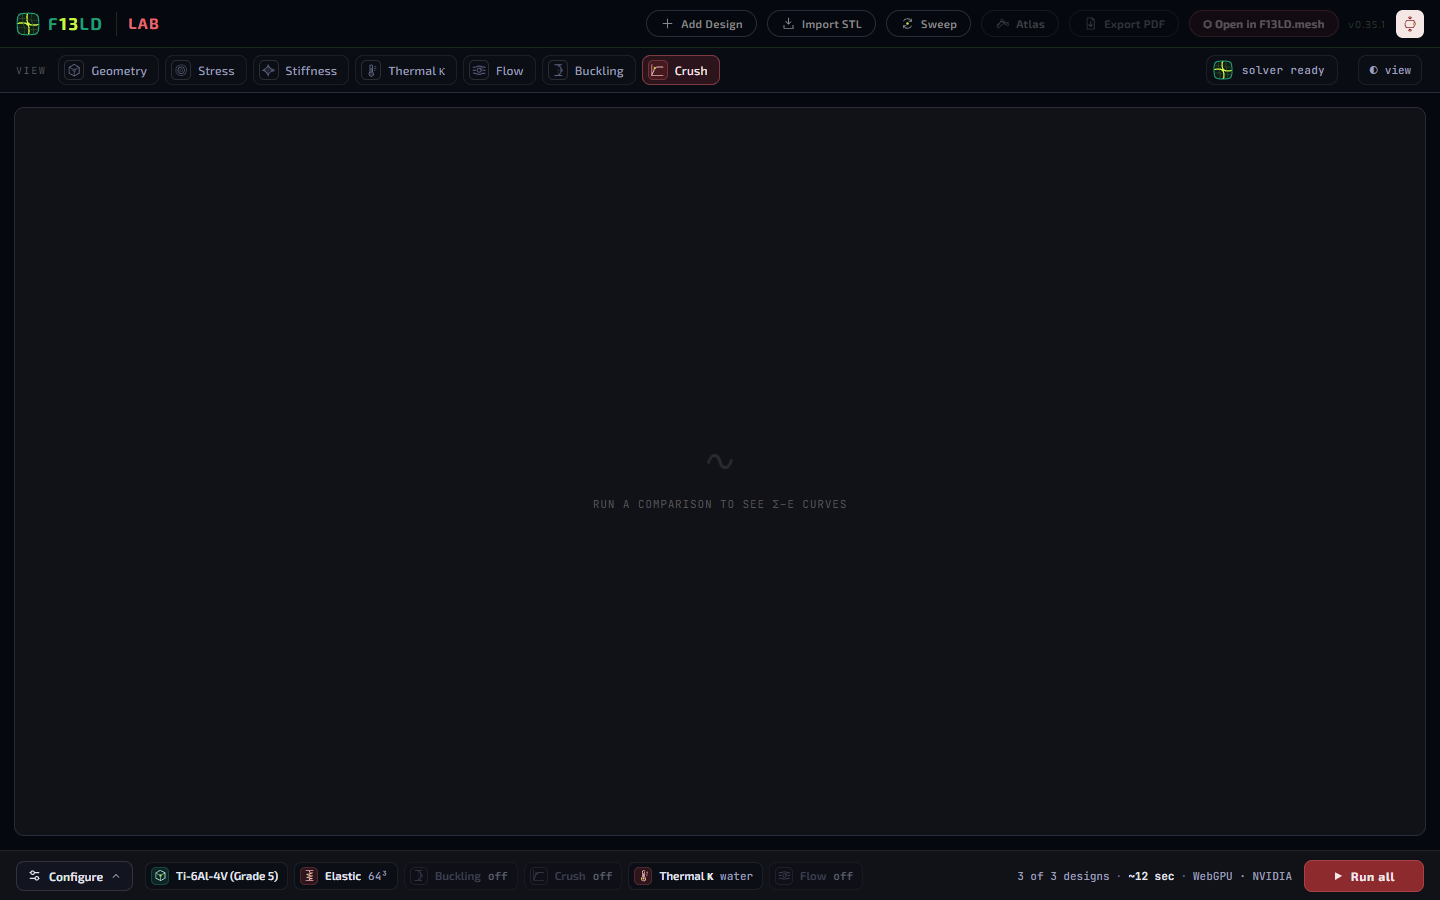 F13LD LAB
Add Design
Import STL
Sweep
Atlas
Export PDF
Open in F13LD.mesh
v0.35.1
VIEW
Geometry
Stress
Stiffness
Thermal κ
Flow
Buckling
Crush
solver ready
view
RUN A COMPARISON TO SEE Σ–Ε CURVES
Configure
Ti-6Al-4V (Grade 5)
Elastic 64³
Buckling off
Crush off
Thermal κ water
Flow off
3 of 3 designs · ~12 sec · WebGPU · NVIDIA
Run all